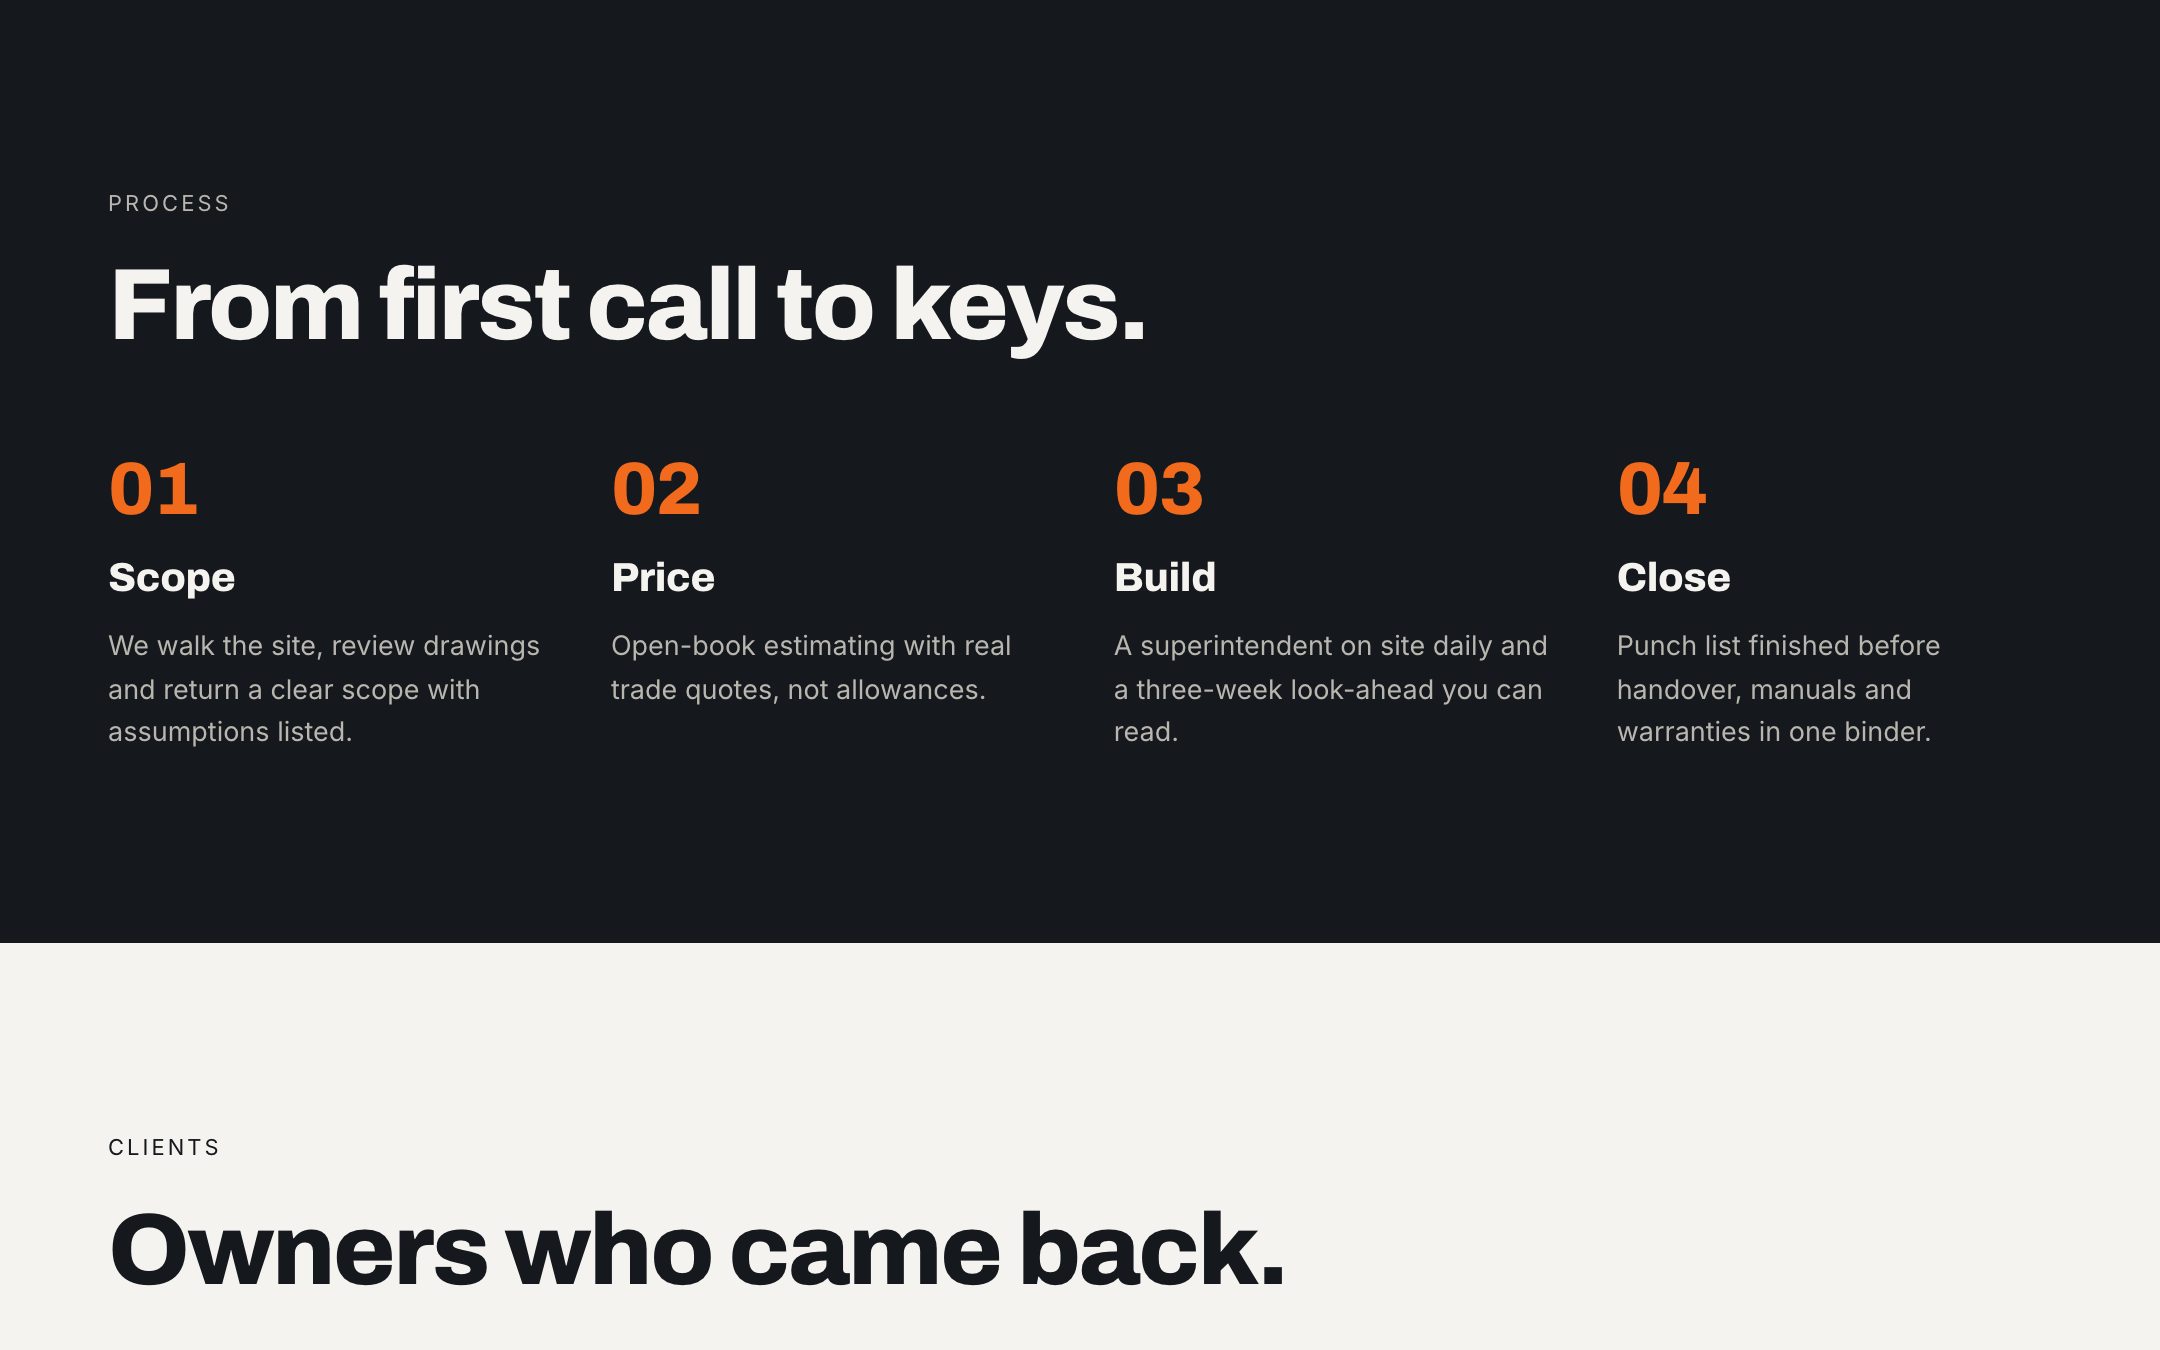 PROCESS
From first call to keys.
01
Scope
We walk the site, review drawings
and return a clear scope with
assumptions listed.
02
Price
Open-book estimating with real
trade quotes, not allowances.
03
Build
A superintendent on site daily and
a three-week look-ahead you can
read.
04
Close
Punch list finished before
handover, manuals and
warranties in one binder.
CLIENTS
Owners who came back.